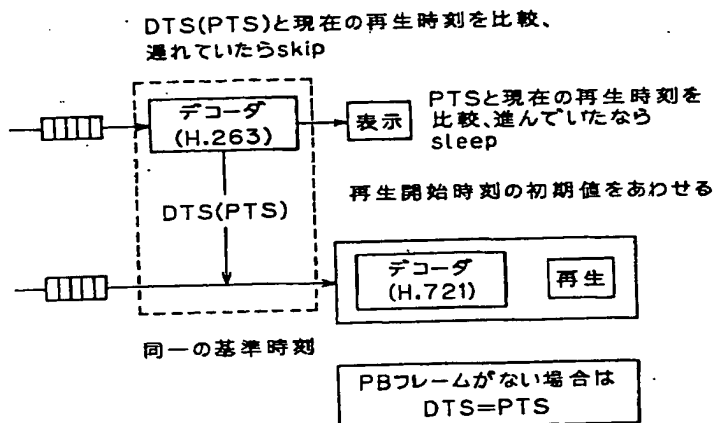 DTS(PTS)と現在の再生時刻を比較、
遅れていたらskip
デコーダ
(H.263)
表示
PTSと現在の再生時刻を
比較、進んでいたなら
sleep
DTS(PTS)
再生開始時刻の初期値をあわせる
デコーダ
(H.721)
再生
同一の基準時刻
PBフレームがない場合は
DTS=PTS